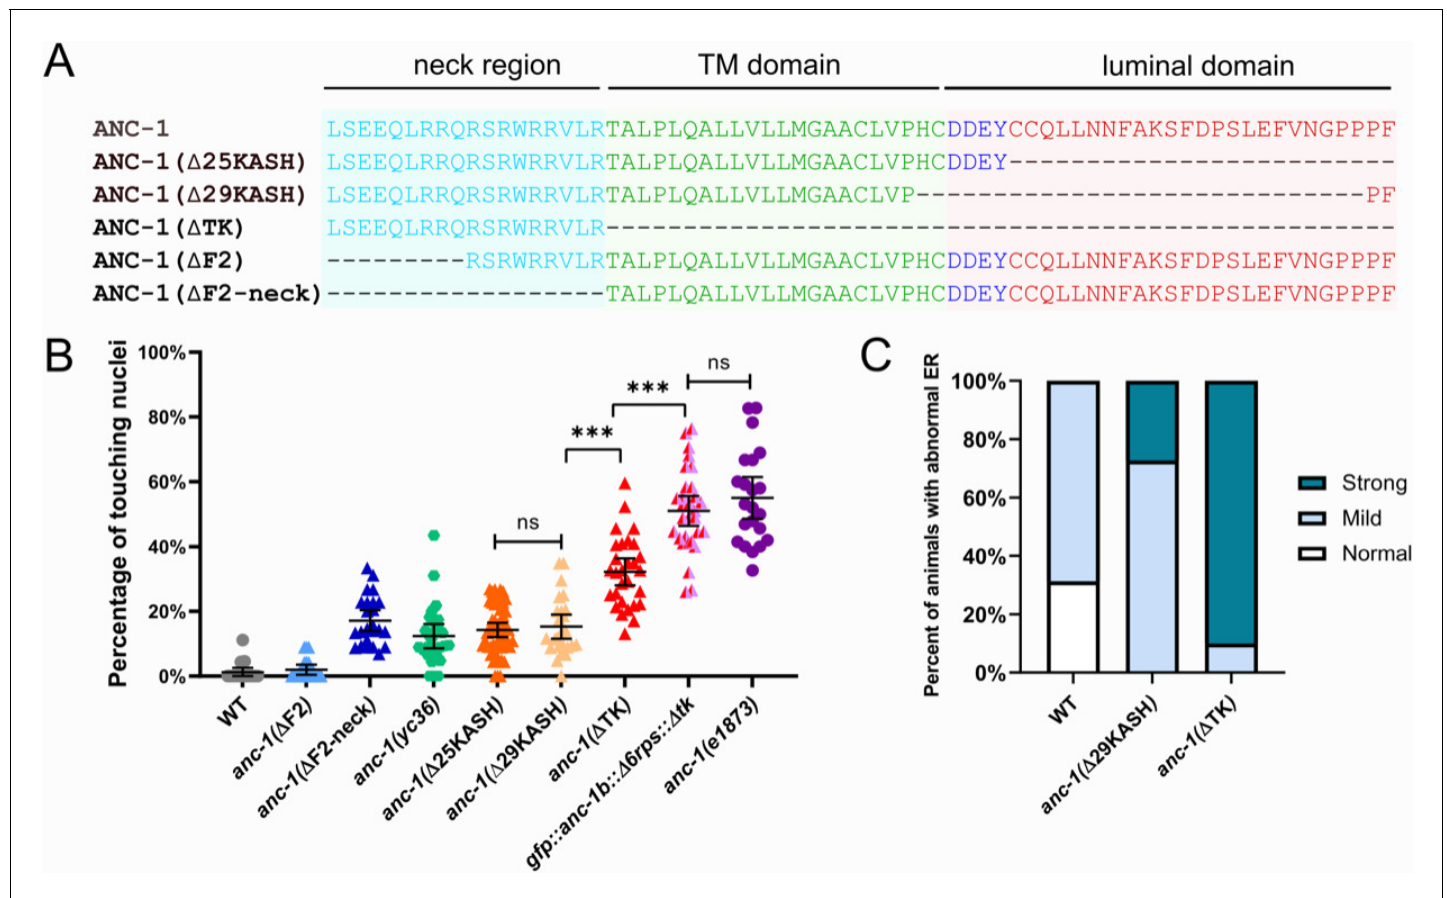 A
neck region TM domain luminal domain
ANC-1 LSEEQLRRQRSRWRRVLRTALPLQALLVLLMGAACLVPHCDDEYCCQLLNNFAKSFDPSLEFVNGPPPF
ANC-1(Δ25KASH) LSEEQLRRQRSRWRRVLRTALPLQALLVLLMGAACLVPHCDDEY-------------------------
ANC-1(Δ29KASH) LSEEQLRRQRSRWRRVLRTALPLQALLVLLMGAACLVP-----------------------------PF
ANC-1(ΔTK) LSEEQLRRQRSRWRRVLR---------------------------------------------------
ANC-1(ΔF2) ---------RSRWRRVLRTALPLQALLVLLMGAACLVPHCDDEYCCQLLNNFAKSFDPSLEFVNGPPPF
ANC-1(ΔF2-neck) ------------------TALPLQALLVLLMGAACLVPHCDDEYCCQLLNNFAKSFDPSLEFVNGPPPF
B
Percentage of touching nuclei
100%
80%
60%
40%
20%
0%
ns
***
***
ns
WT
anc-1(ΔF2)
anc-1(ΔF2-neck)
anc-1(yc36)
anc-1(Δ25KASH)
anc-1(Δ29KASH)
anc-1(ΔTK)
gfp::anc-1b::Δ6rps::Δtk
anc-1(e1873)
C
Percent of animals with abnormal ER
100%
80%
60%
40%
20%
0%
WT
anc-1(Δ29KASH)
anc-1(ΔTK)
Strong
Mild
Normal